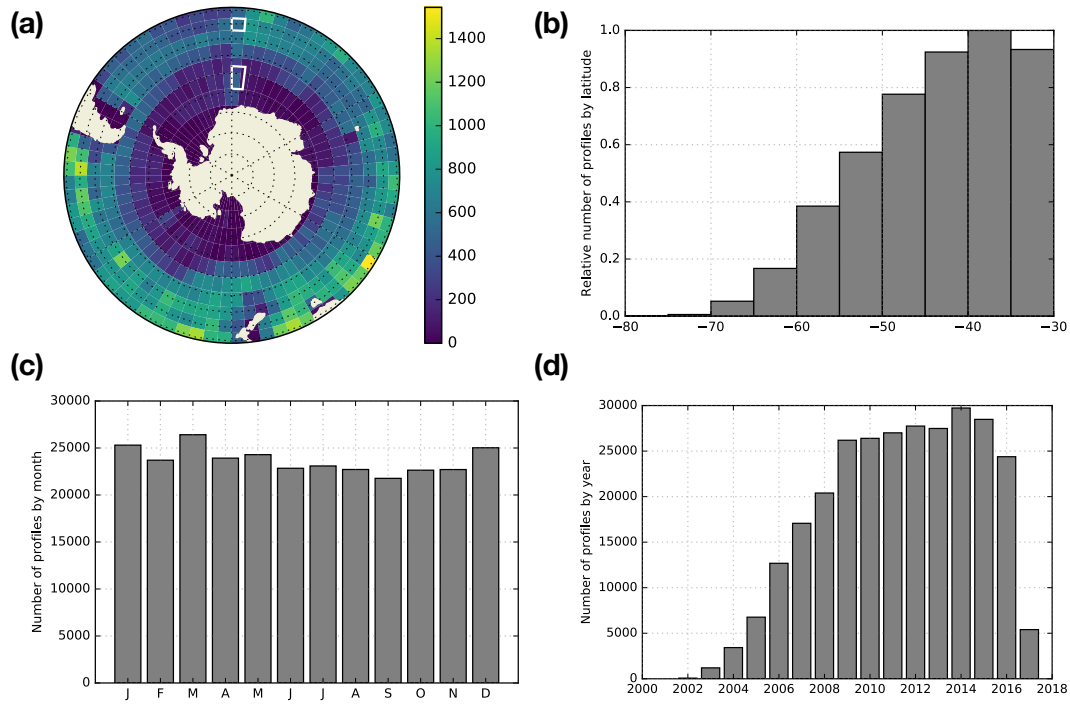 (a)
1400
1200
1000
800
600
400
200
0
(b)
Relative number of profiles by latitude
1.0
0.8
0.6
0.4
0.2
0.0
−80 −70 −60 −50 −40 −30
(c)
Number of profiles by month
30000
25000
20000
15000
10000
5000
0
J F M A M J J A S O N D
(d)
Number of profiles by year
30000
25000
20000
15000
10000
5000
0
2000 2002 2004 2006 2008 2010 2012 2014 2016 2018